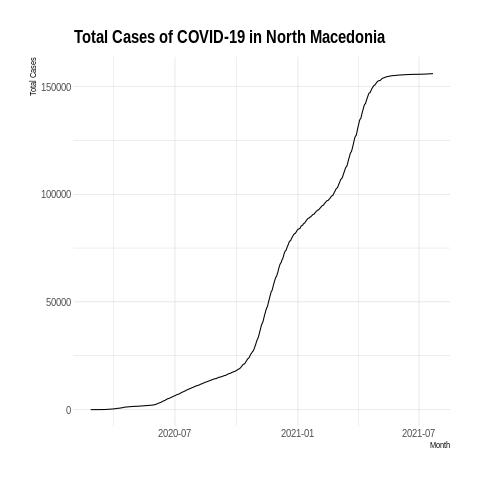 Total Cases of COVID-19 in North Macedonia
Total Cases
150000
100000
50000
0
2020-07
2021-01
2021-07
Month